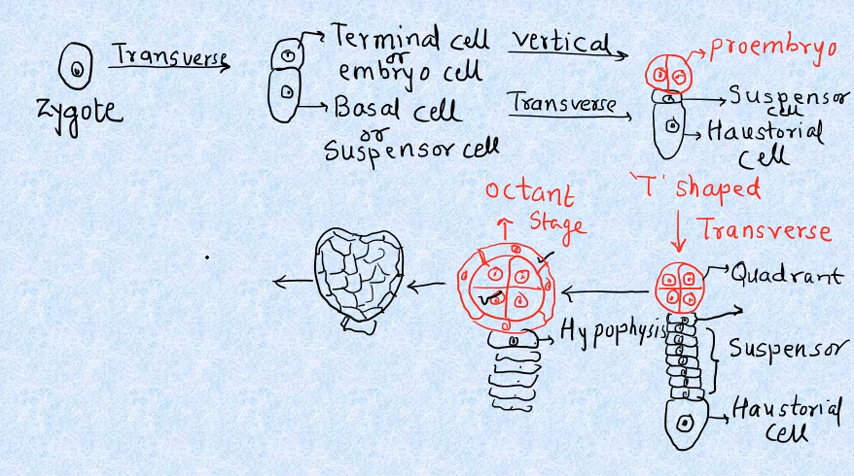 Transverse
Zygote
Terminal cell
or
embryo cell
Basal cell
or
Suspensor cell
vertical
Transverse
proembryo
Suspensor
cell
Haustorial
cell
'T' shaped
Transverse
Quadrant
Suspensor
Haustorial
cell
octant
Stage
Hypophysis